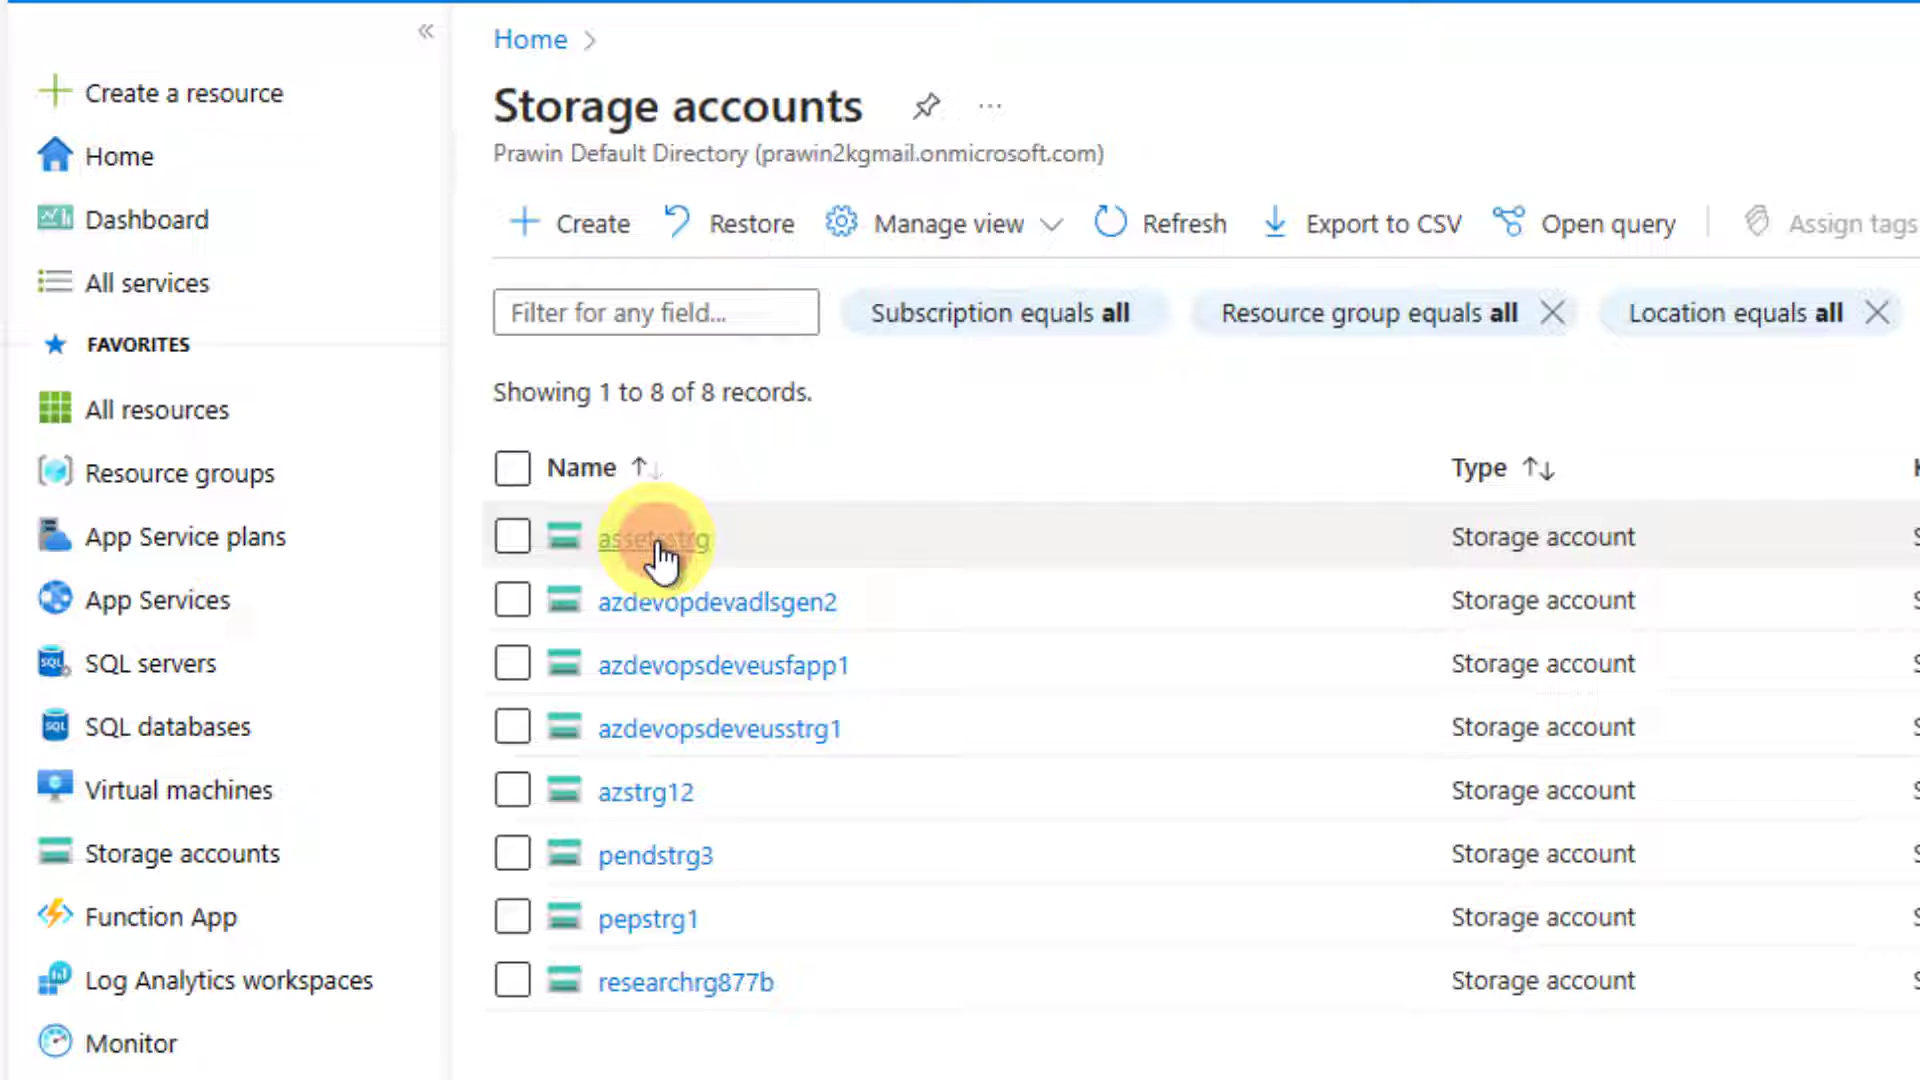 Home
Create a resource
Home
Dashboard
All services
FAVORITES
All resources
Resource groups
App Service plans
App Services
SQL servers
SQL databases
Virtual machines
Storage accounts
Function App
Log Analytics workspaces
Monitor
Storage accounts
Prawin Default Directory (prawin2kgmail.onmicrosoft.com)
Create Restore Manage view Refresh Export to CSV Open query Assign tags
Filter for any field... Subscription equals all Resource group equals all Location equals all
Showing 1 to 8 of 8 records.
Name Type
assetsstrg Storage account
azdevopdevadlsgen2 Storage account
azdevopsdeveusfapp1 Storage account
azdevopsdeveusstrg1 Storage account
azstrg12 Storage account
pendstrg3 Storage account
pepstrg1 Storage account
researchrg877b Storage account